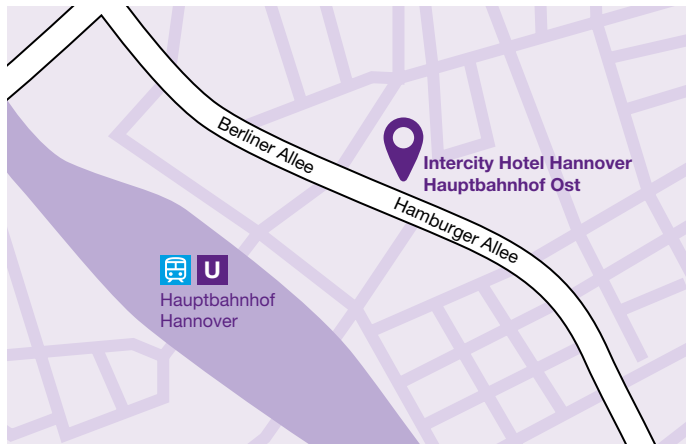 Berliner Allee
Intercity Hotel Hannover
Hauptbahnhof Ost
Hamburger Allee
U
Hauptbahnhof
Hannover